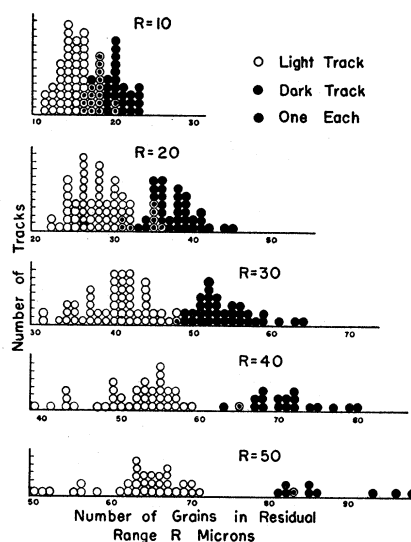 R=10
Light Track
Dark Track
One Each
10 20 30
R=20
20 30 40 50
R=30
30 40 50 60 70
R=40
40 50 60 70 80
R=50
50 60 70 80 90
Number of Tracks
Number of Grains in Residual
Range R Microns